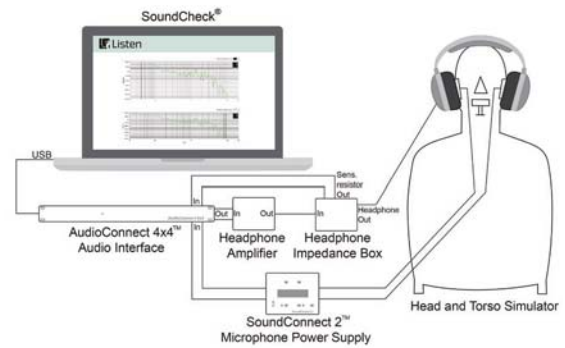 SoundCheck®
Listen
USB
In
Out
In
AudioConnect 4x4™
Audio Interface
In
Out
Headphone
Amplifier
Sens.
resistor
Out
In
Headphone
Out
Headphone
Impedance Box
SoundConnect 2™
Microphone Power Supply
Head and Torso Simulator